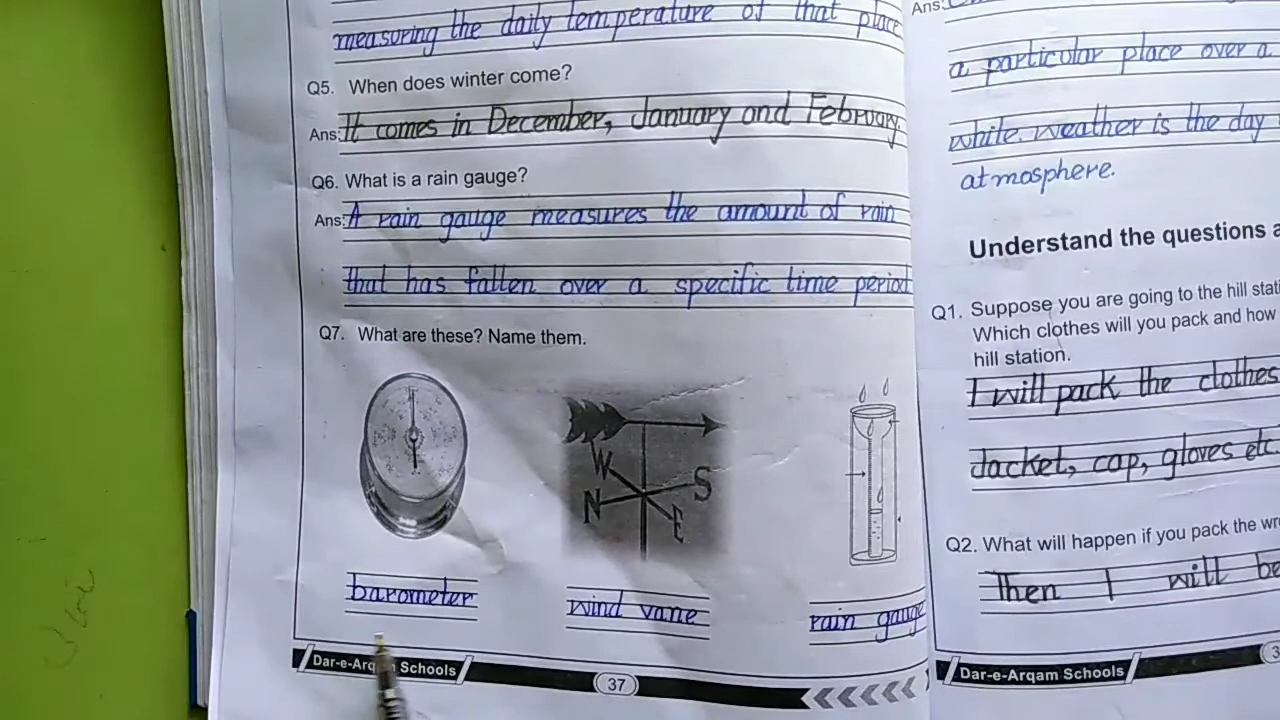 measuring the daily temperature of that place
Q5. When does winter come?
Ans: It comes in December, January and February.
Q6. What is a rain gauge?
Ans: A rain gauge measures the amount of rain
that has fallen over a specific time period
Q7. What are these? Name them.
W
N
S
E
barometer
wind vane
rain gauge
Dar-e-Arqam Schools
37
Ans:
a particular place over a
while. weather is the day
atmosphere.
Understand the questions a
Q1. Suppose you are going to the hill stati
Which clothes will you pack and how
hill station.
I will pack the clothes
Jacket, cap, gloves etc.
Q2. What will happen if you pack the wr
Then I will be
Dar-e-Arqam Schools
3